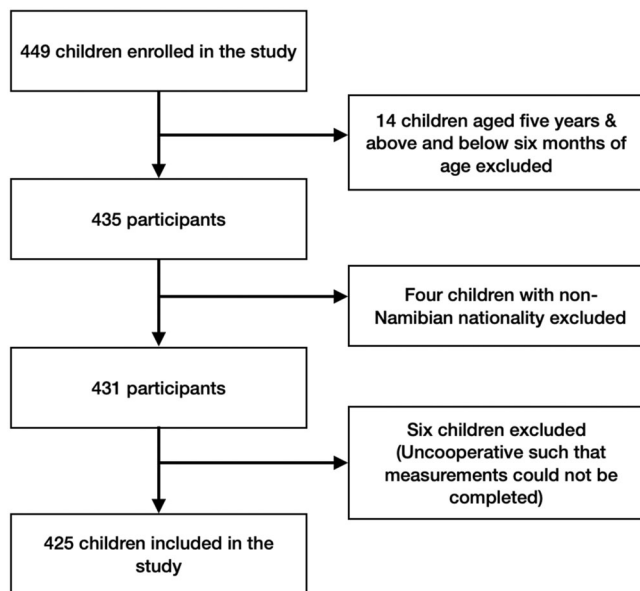 449 children enrolled in the study
14 children aged five years &
above and below six months of
age excluded
435 participants
Four children with non-
Namibian nationality excluded
431 participants
Six children excluded
(Uncooperative such that
measurements could not be
completed)
425 children included in the
study